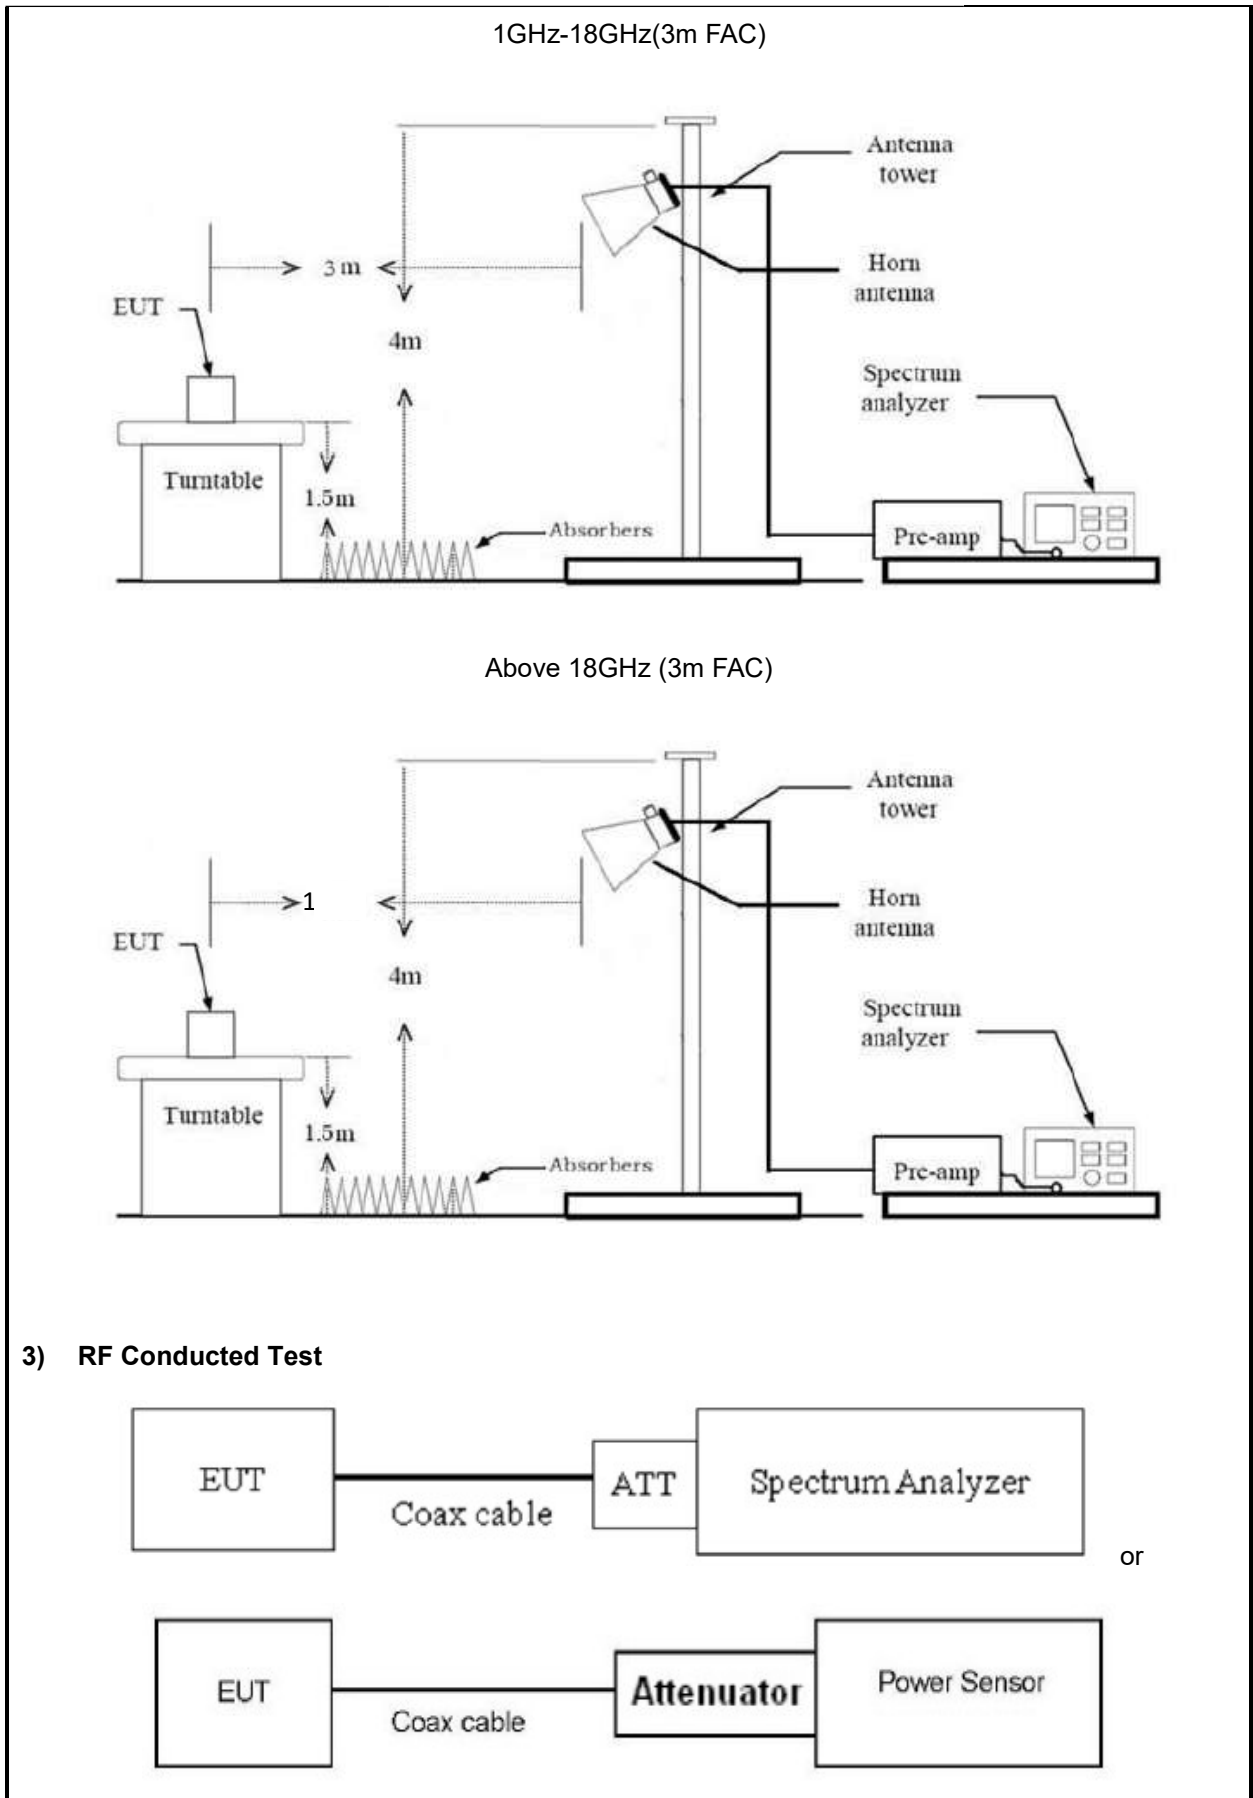 1GHz-18GHz(3m FAC)
Antenna
tower
3 m
Horn
antenna
EUT
4m
Spectrum
analyzer
Turntable
1.5m
Absorbers
Pre-amp
Above 18GHz (3m FAC)
Antenna
tower
1
Horn
antenna
EUT
4m
Spectrum
analyzer
Turntable
1.5m
Absorbers
Pre-amp
3) RF Conducted Test
EUT
ATT
Spectrum Analyzer
Coax cable
or
EUT
Attenuator
Power Sensor
Coax cable